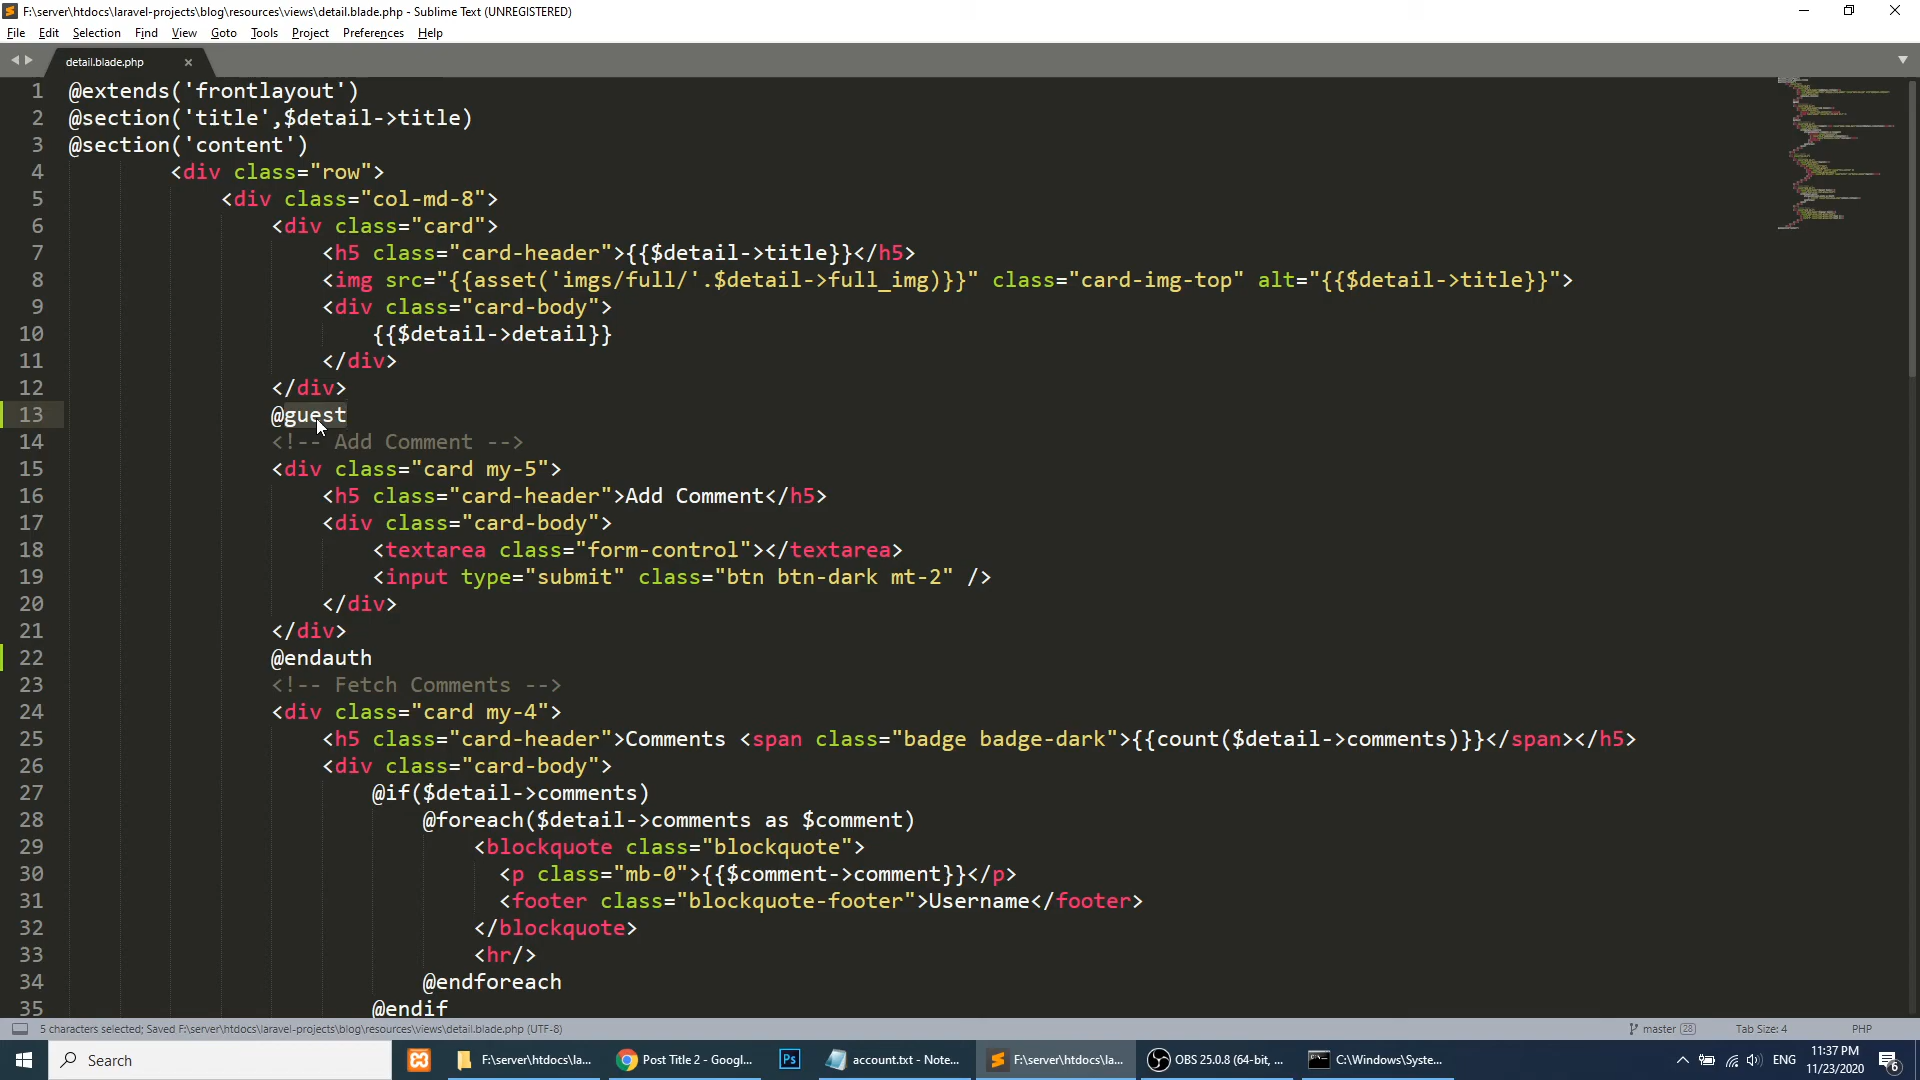 F:\server\htdocs\laravel-projects\blog\resources\views\detail.blade.php - Sublime Text (UNREGISTERED)
File Edit Selection Find View Goto Tools Project Preferences Help
detail.blade.php ×
1 @extends('frontlayout')
2 @section('title',$detail->title)
3 @section('content')
4 <div class="row">
5 <div class="col-md-8">
6 <div class="card">
7 <h5 class="card-header">{{$detail->title}}</h5>
8 <img src="{{asset('imgs/full/'.$detail->full_img)}}" class="card-img-top" alt="{{$detail->title}}">
9 <div class="card-body">
10 {{$detail->detail}}
11 </div>
12 </div>
13 @guest
14 <!-- Add Comment -->
15 <div class="card my-5">
16 <h5 class="card-header">Add Comment</h5>
17 <div class="card-body">
18 <textarea class="form-control"></textarea>
19 <input type="submit" class="btn btn-dark mt-2" />
20 </div>
21 </div>
22 @endauth
23 <!-- Fetch Comments -->
24 <div class="card my-4">
25 <h5 class="card-header">Comments <span class="badge badge-dark">{{count($detail->comments)}}</span></h5>
26 <div class="card-body">
27 @if($detail->comments)
28 @foreach($detail->comments as $comment)
29 <blockquote class="blockquote">
30 <p class="mb-0">{{$comment->comment}}</p>
31 <footer class="blockquote-footer">Username</footer>
32 </blockquote>
33 <hr/>
34 @endforeach
35 @endif
5 characters selected; Saved F:\server\htdocs\laravel-projects\blog\resources\views\detail.blade.php (UTF-8) master 28 Tab Size: 4 PHP
Search F:\server\htdocs\la... Post Title 2 - Googl... Ps account.txt - Note... F:\server\htdocs\la... OBS 25.0.8 (64-bit, ... C:\Windows\Syste... ENG 11:37 PM
11/23/2020 6